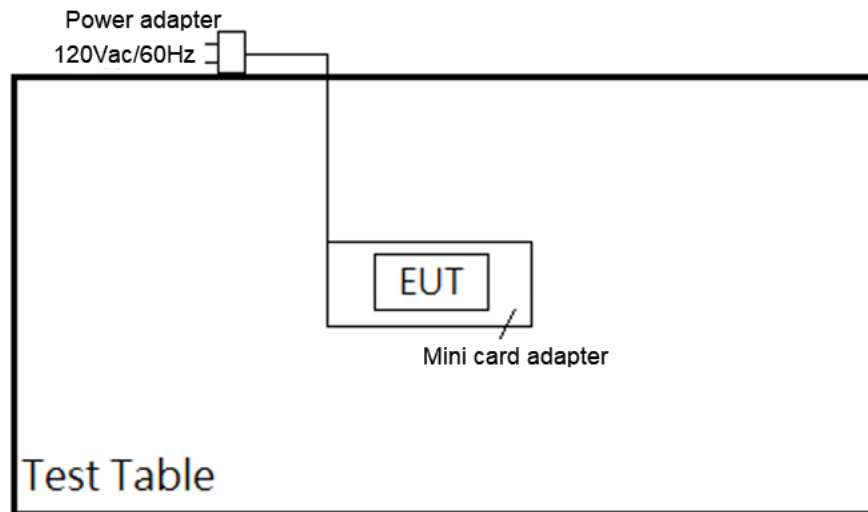 Power adapter
120Vac/60Hz
EUT
Mini card adapter
Test Table